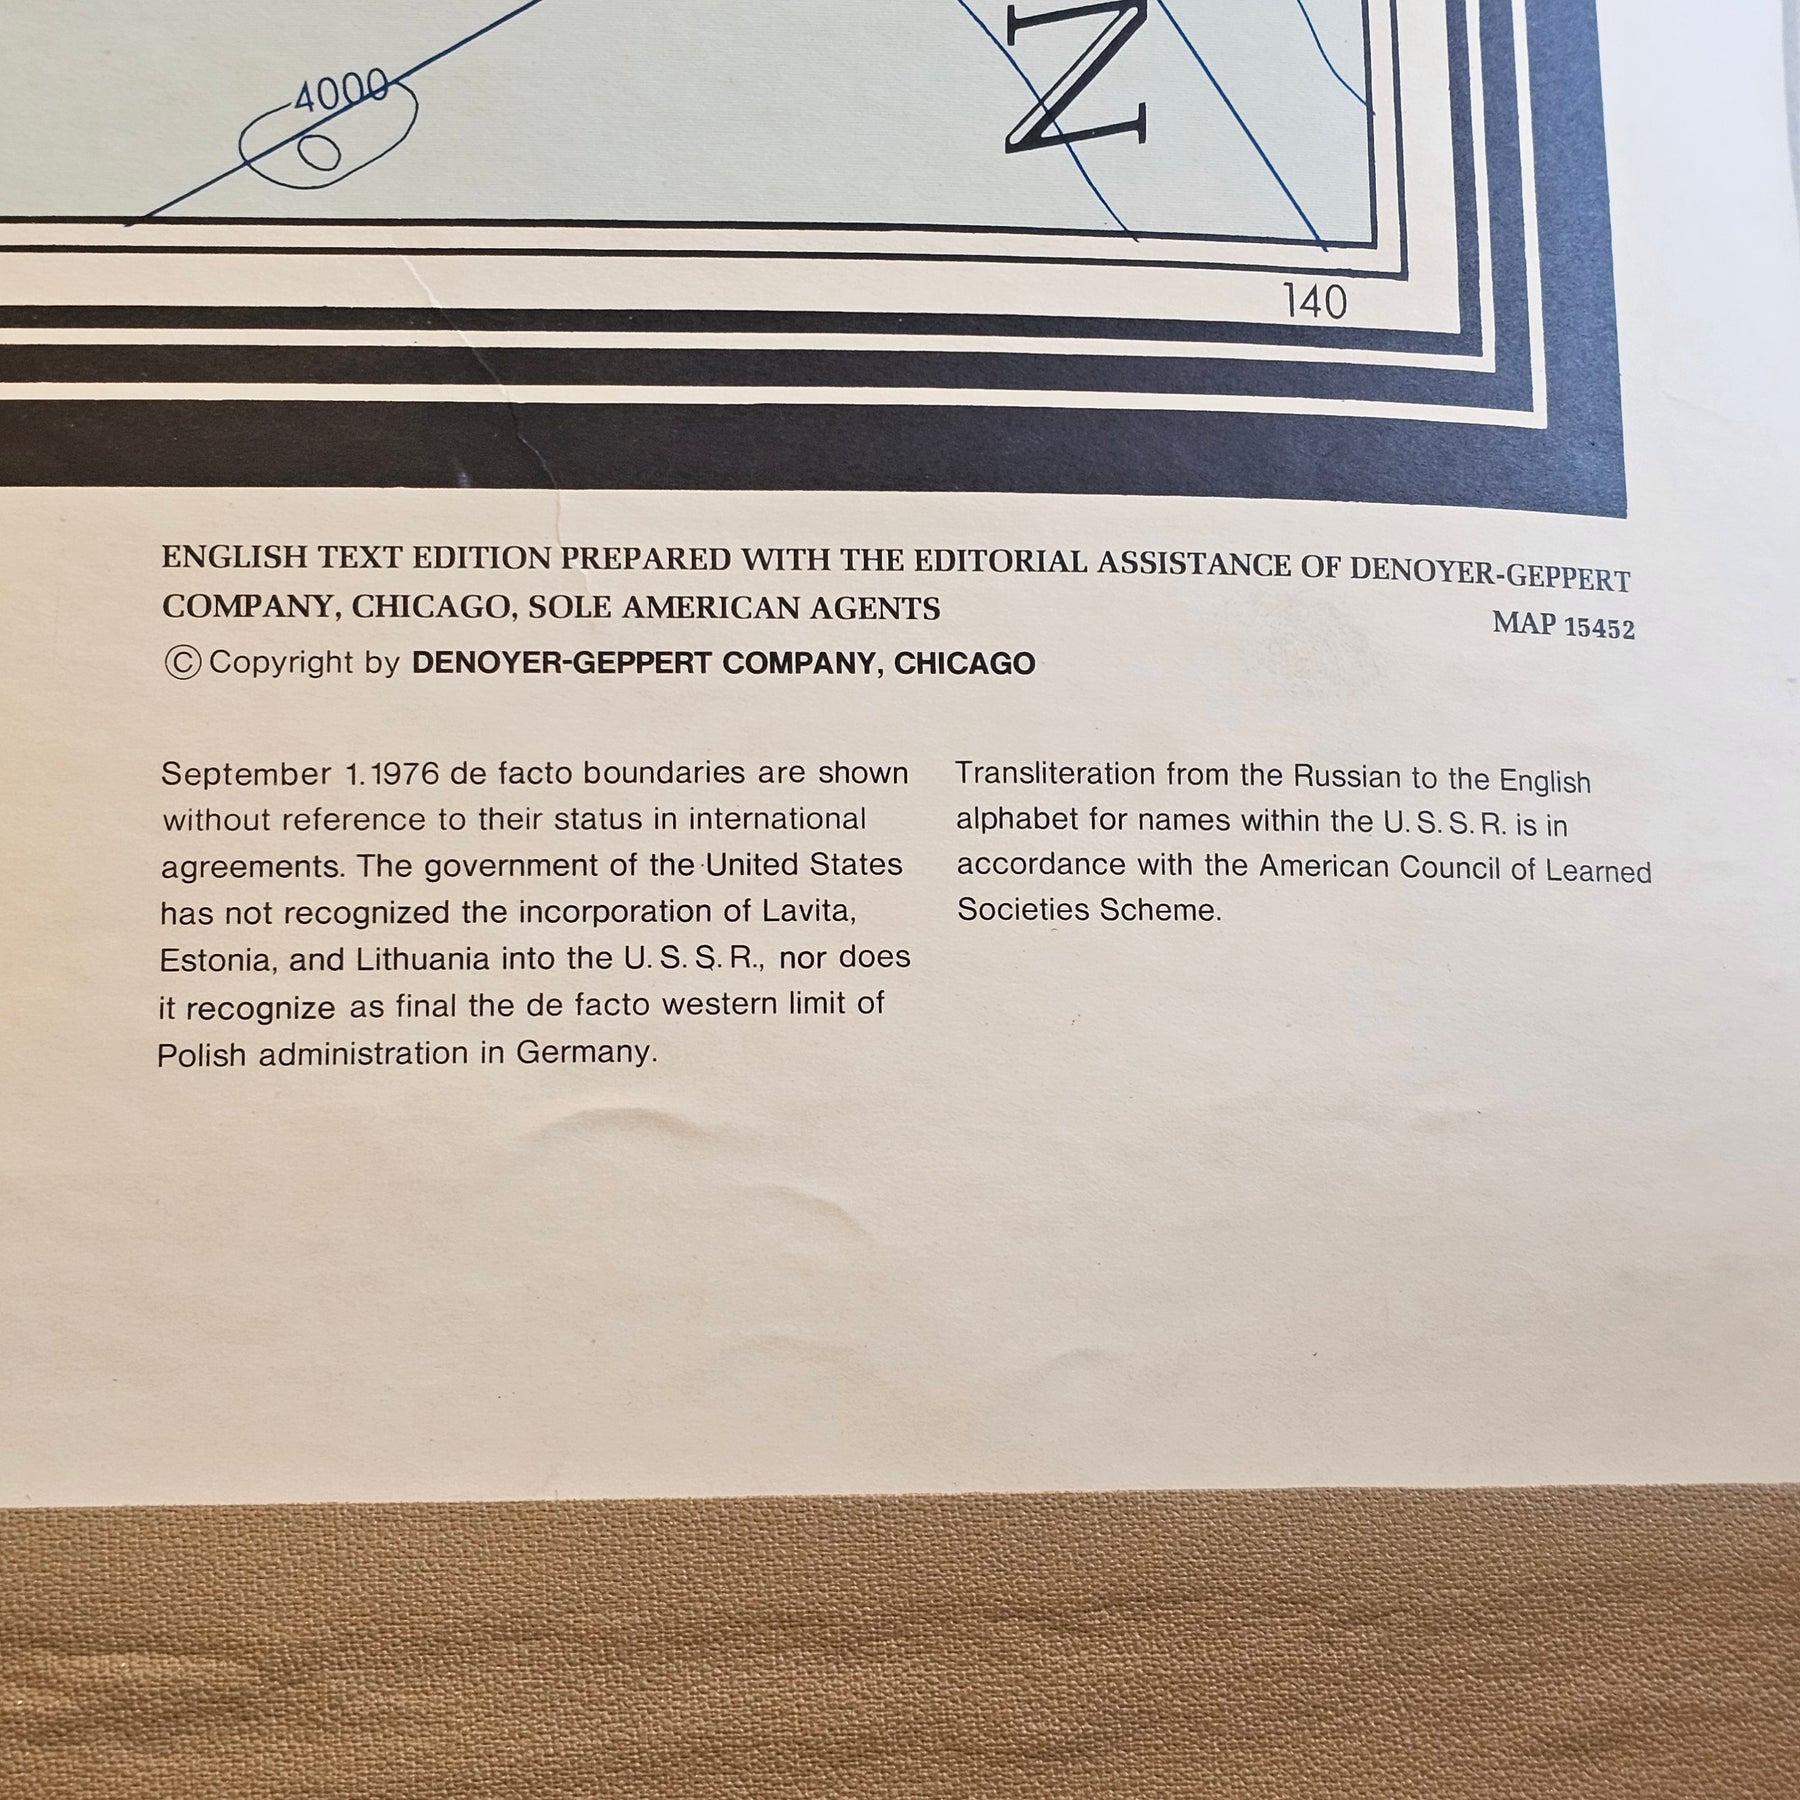 4000
N
140
ENGLISH TEXT EDITION PREPARED WITH THE EDITORIAL ASSISTANCE OF DENOYER-GEPPERT
COMPANY, CHICAGO, SOLE AMERICAN AGENTS
MAP 15452
© Copyright by DENOYER-GEPPERT COMPANY, CHICAGO
September 1. 1976 de facto boundaries are shown
without reference to their status in international
agreements. The government of the United States
has not recognized the incorporation of Lavita,
Estonia, and Lithuania into the U. S. S. R., nor does
it recognize as final the de facto western limit of
Polish administration in Germany.
Transliteration from the Russian to the English
alphabet for names within the U. S. S. R. is in
accordance with the American Council of Learned
Societies Scheme.